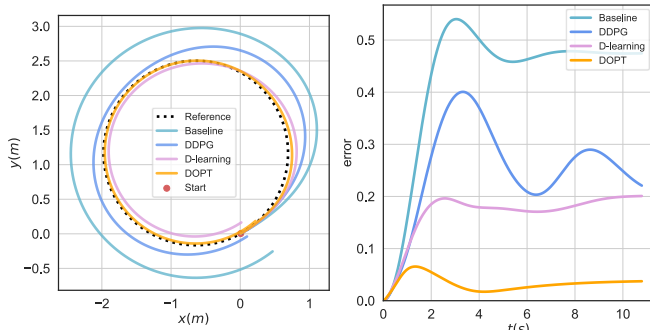 3.0
2.5
2.0
1.5
1.0
0.5
0.0
−0.5
y(m)
Reference
Baseline
DDPG
D-learning
DOPT
Start
−2
−1
0
1
x(m)
0.5
0.4
0.3
0.2
0.1
0.0
error
Baseline
DDPG
D-learning
DOPT
0
2
4
6
8
10
t(s)